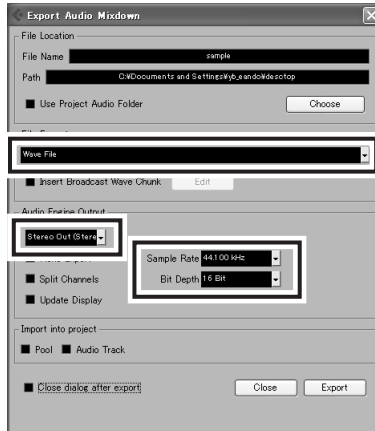 Export Audio Mixdown
File Location
File Name sample
Path C:¥Documents and Settings¥yb_eando¥desctop
Use Project Audio Folder Choose
Wave File
Insert Broadcast Wave Chunk Edit
Audio Engine Output
Stereo Out (Stere
Sample Rate 44.100 kHz
Split Channels Bit Depth 16 Bit
Update Display
Import into project
Pool Audio Track
Close dialog after export Close Export